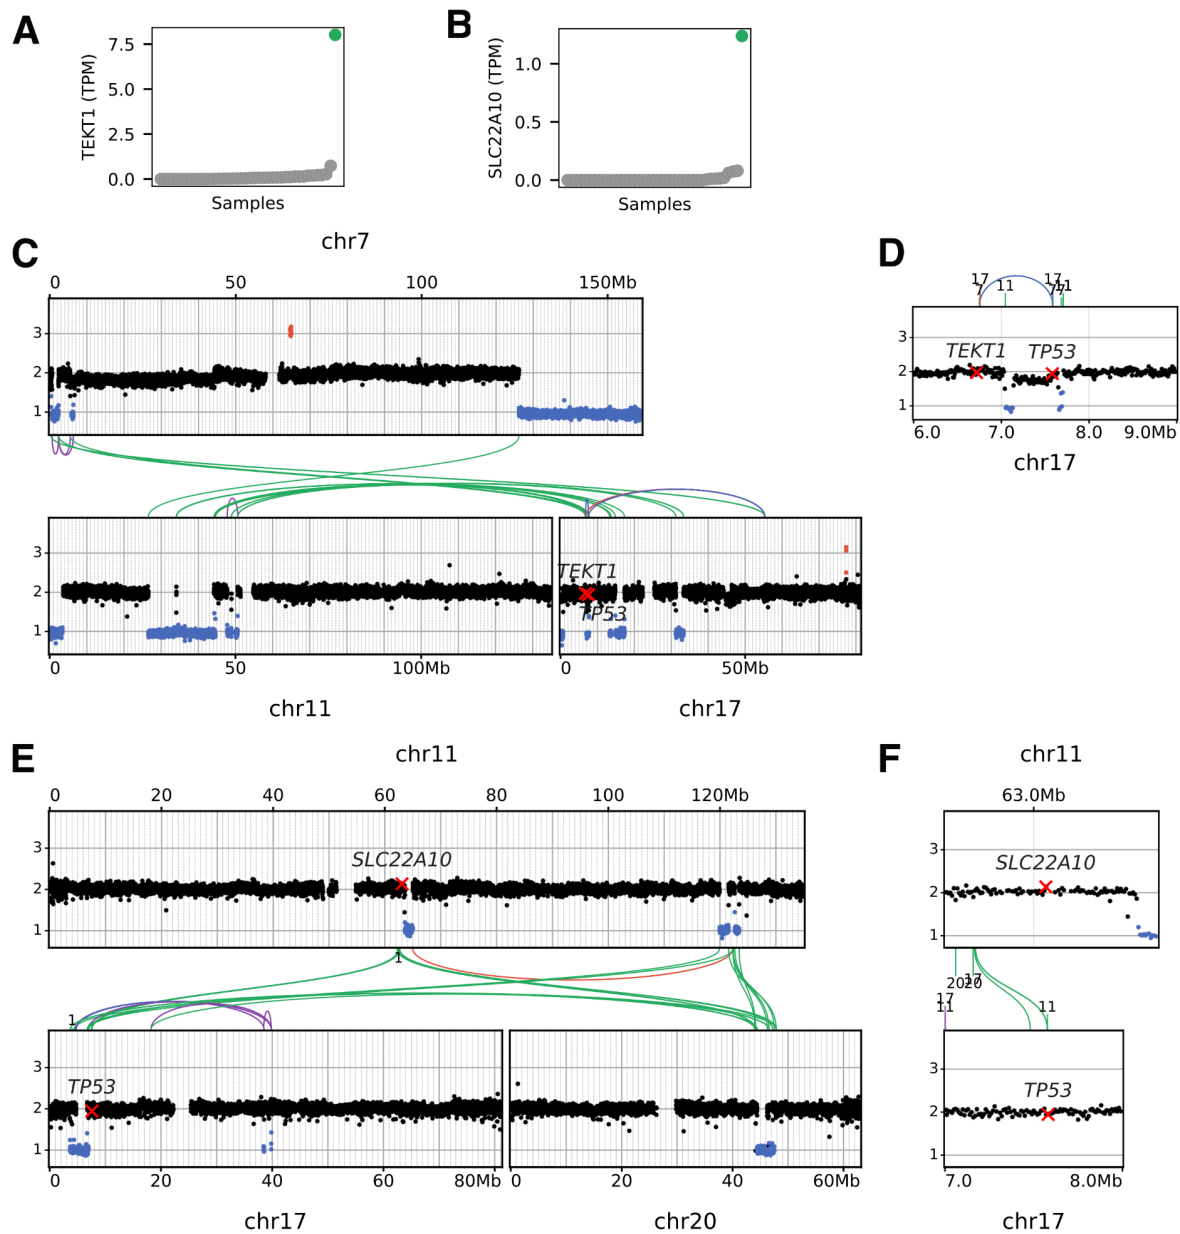 A
B
7.5
5.0
2.5
0.0
TEKT1 (TPM)
Samples
1.0
0.5
0.0
SLC22A10 (TPM)
Samples
C
chr7
0 50 100 150Mb
3
2
1
3
2
1
TEKT1
TP53
0 50 100Mb
0 50Mb
chr11
chr17
D
17 17
7 11 11
3
2
1
TEKT1 TP53
6.0 7.0 8.0 9.0Mb
chr17
E
chr11
0 20 40 60 80 100 120Mb
3
2
1
SLC22A10
1
1
3
2
1
TP53
0 20 40 60 80Mb
0 20 40 60Mb
chr17
chr20
F
chr11
63.0Mb
3
2
1
SLC22A10
17
20 20
17
11
11
3
2
1
TP53
7.0 8.0Mb
chr17